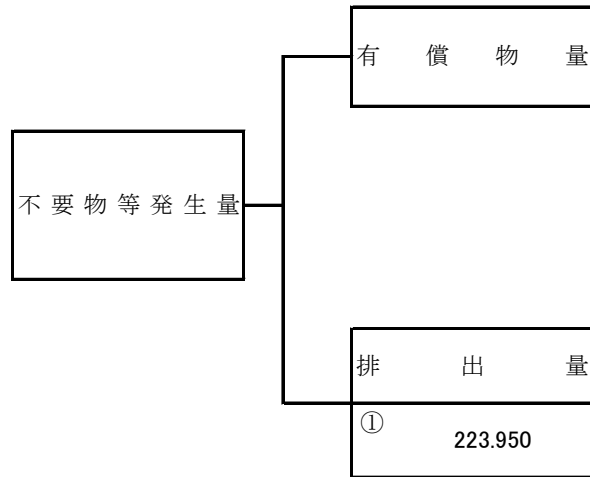 有償物量
不要物等発生量
排出量
①
223.950